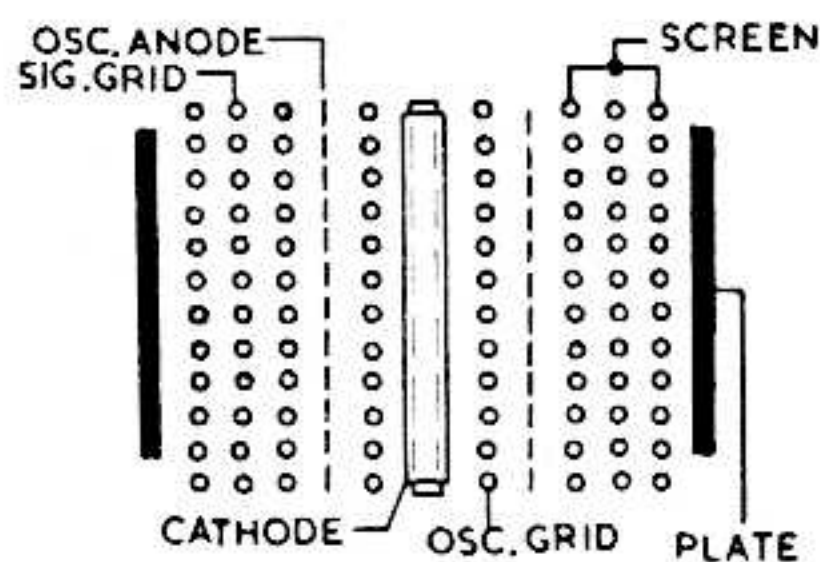 OSC. ANODE
SIG. GRID
SCREEN
CATHODE
OSC. GRID
PLATE